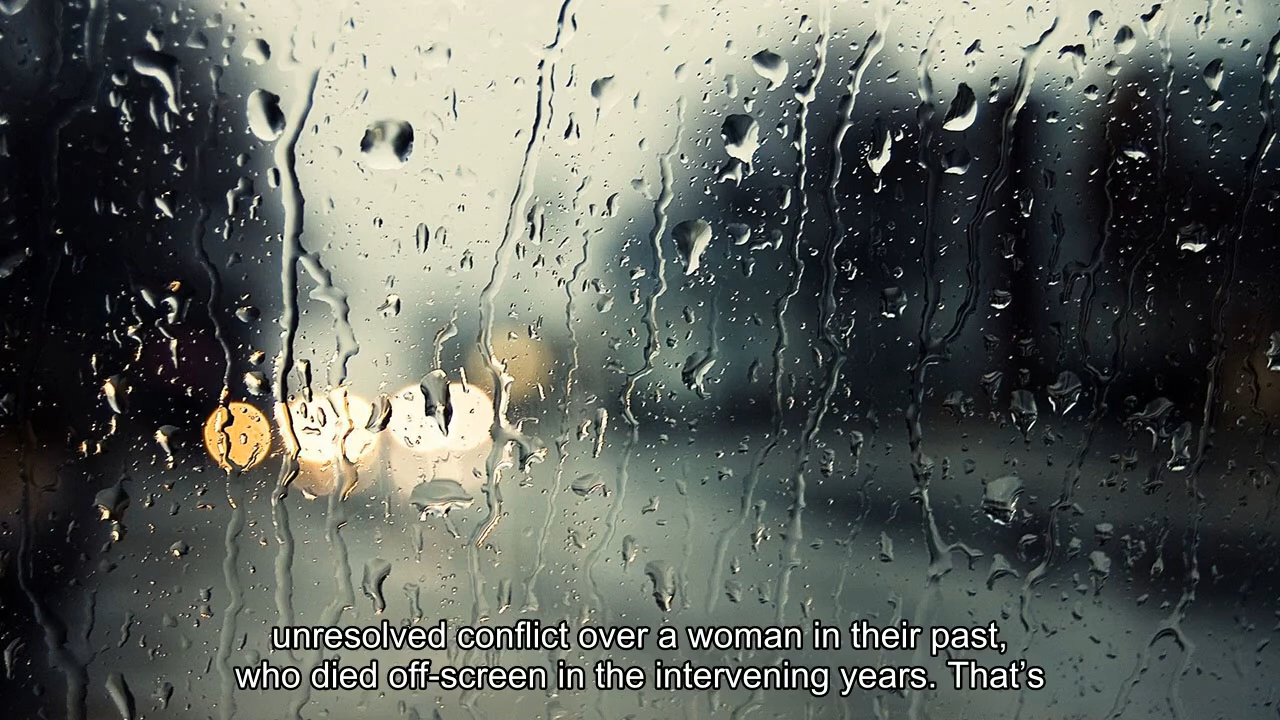 unresolved conflict over a woman in their past,
who died off-screen in the intervening years. That’s